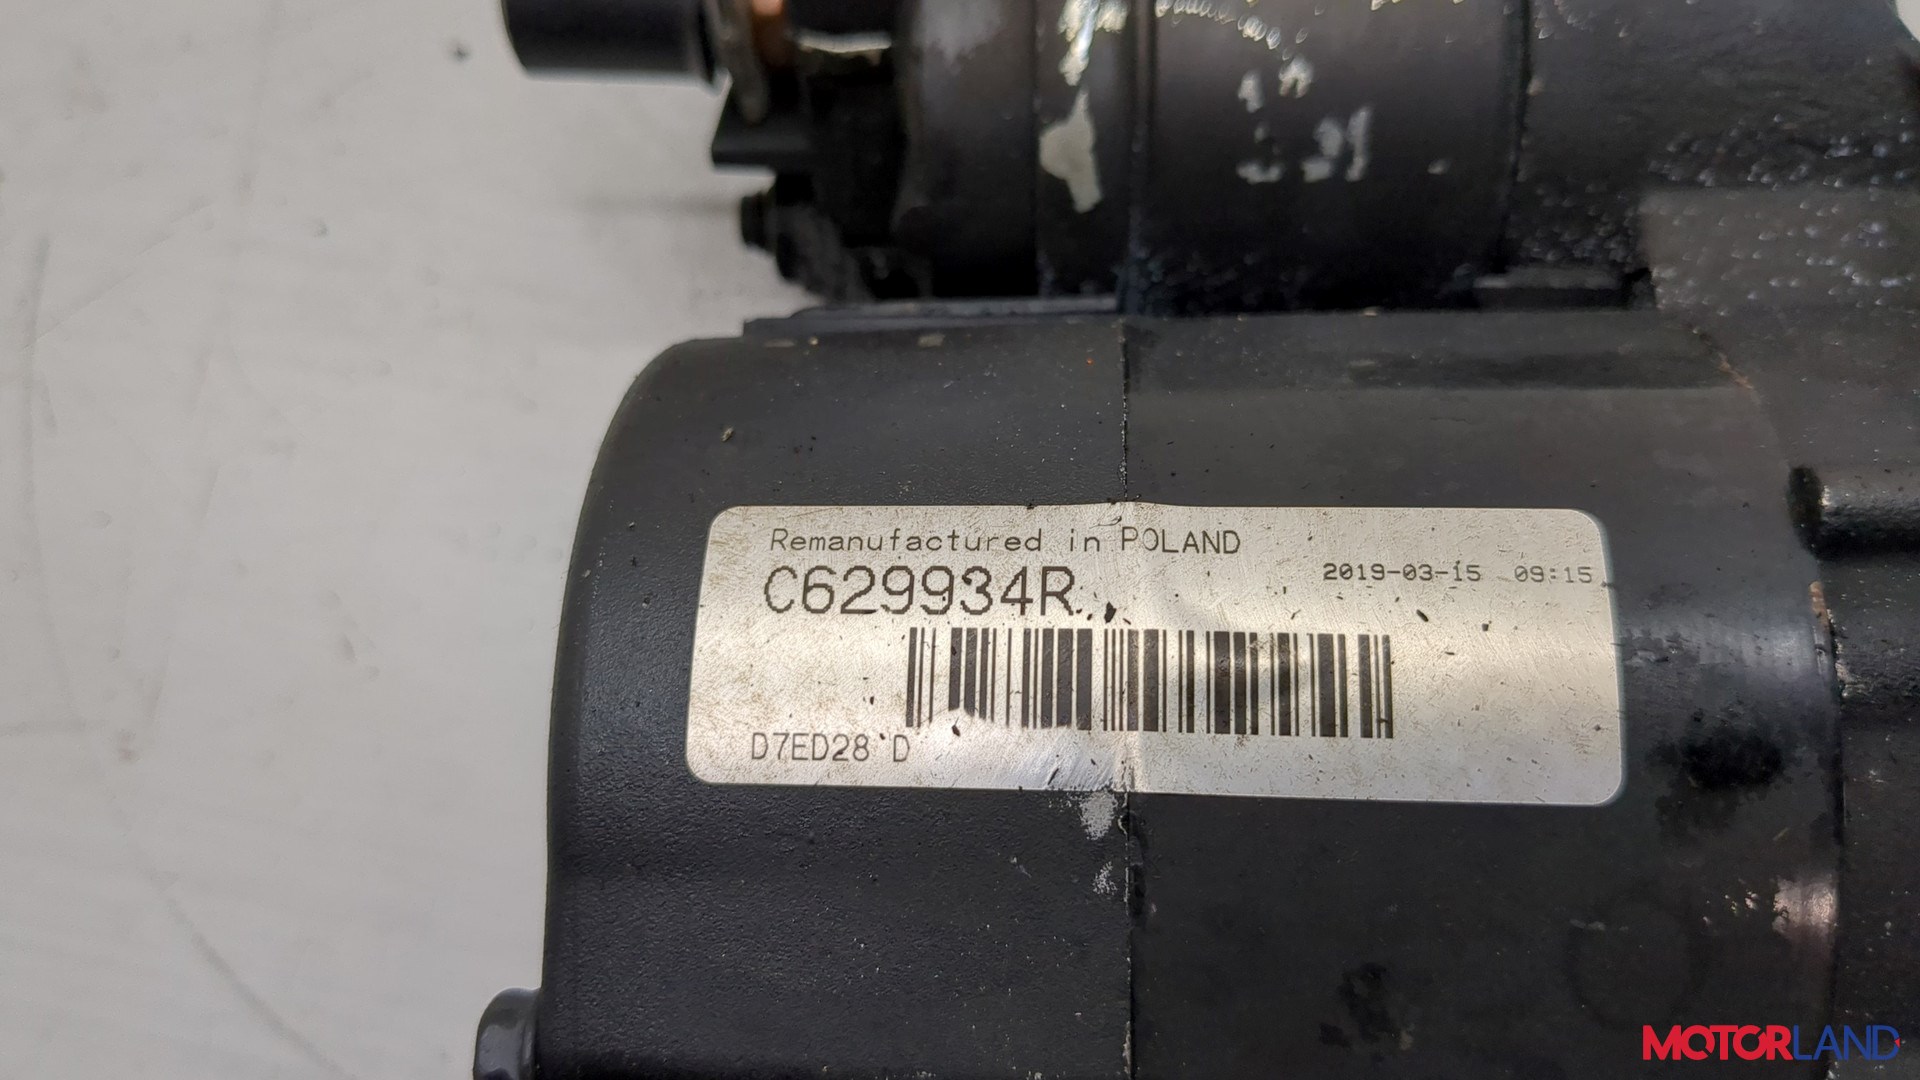 Remanufactured in POLAND
C629934R
2019-03-15 09:15
D7ED28 D
MOTORLAND